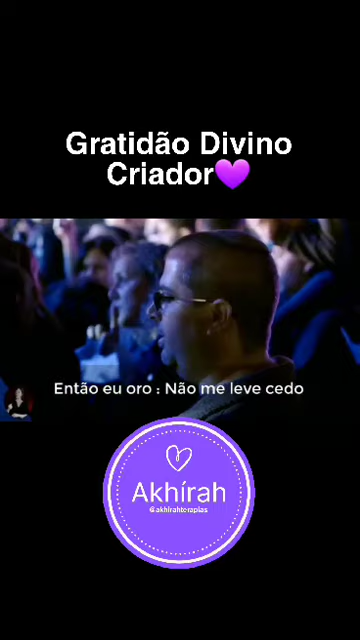 Gratidão Divino
Criador💜
Então eu oro : Não me leve cedo
Akhírah
@akhirahterapias